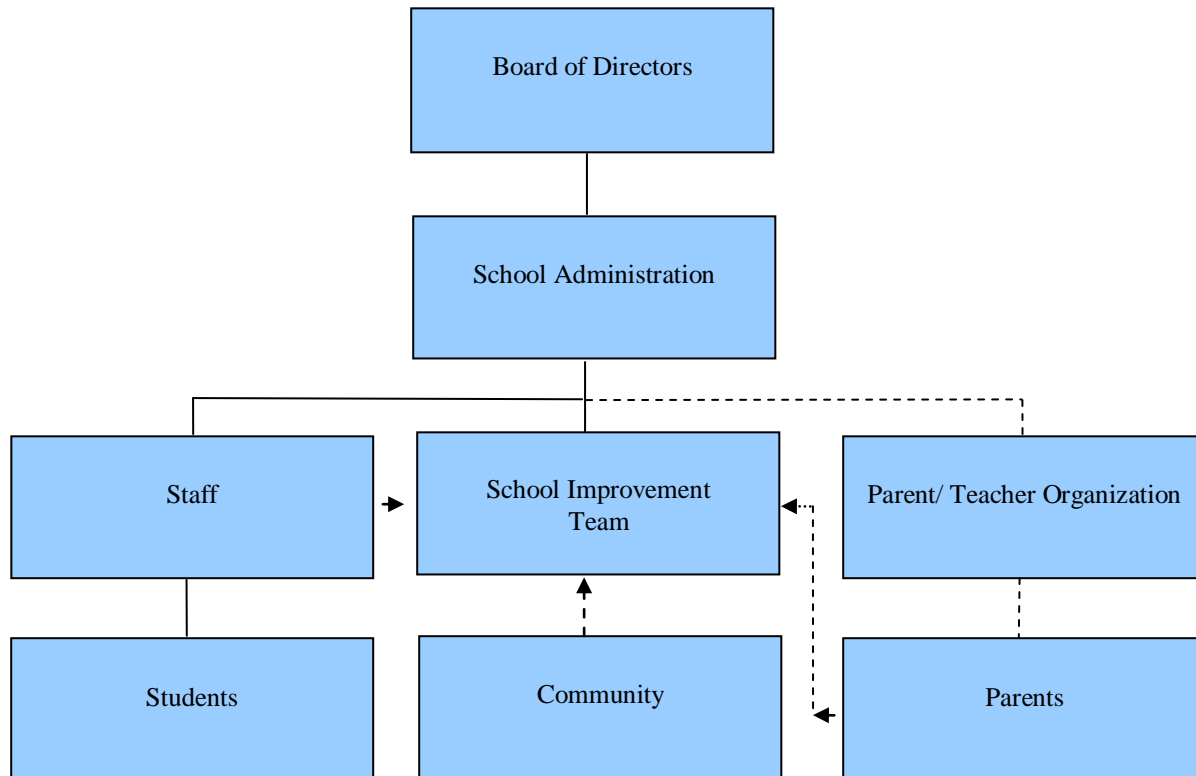 Board of Directors
School Administration
Staff
School Improvement
Team
Parent/ Teacher Organization
Students
Community
Parents